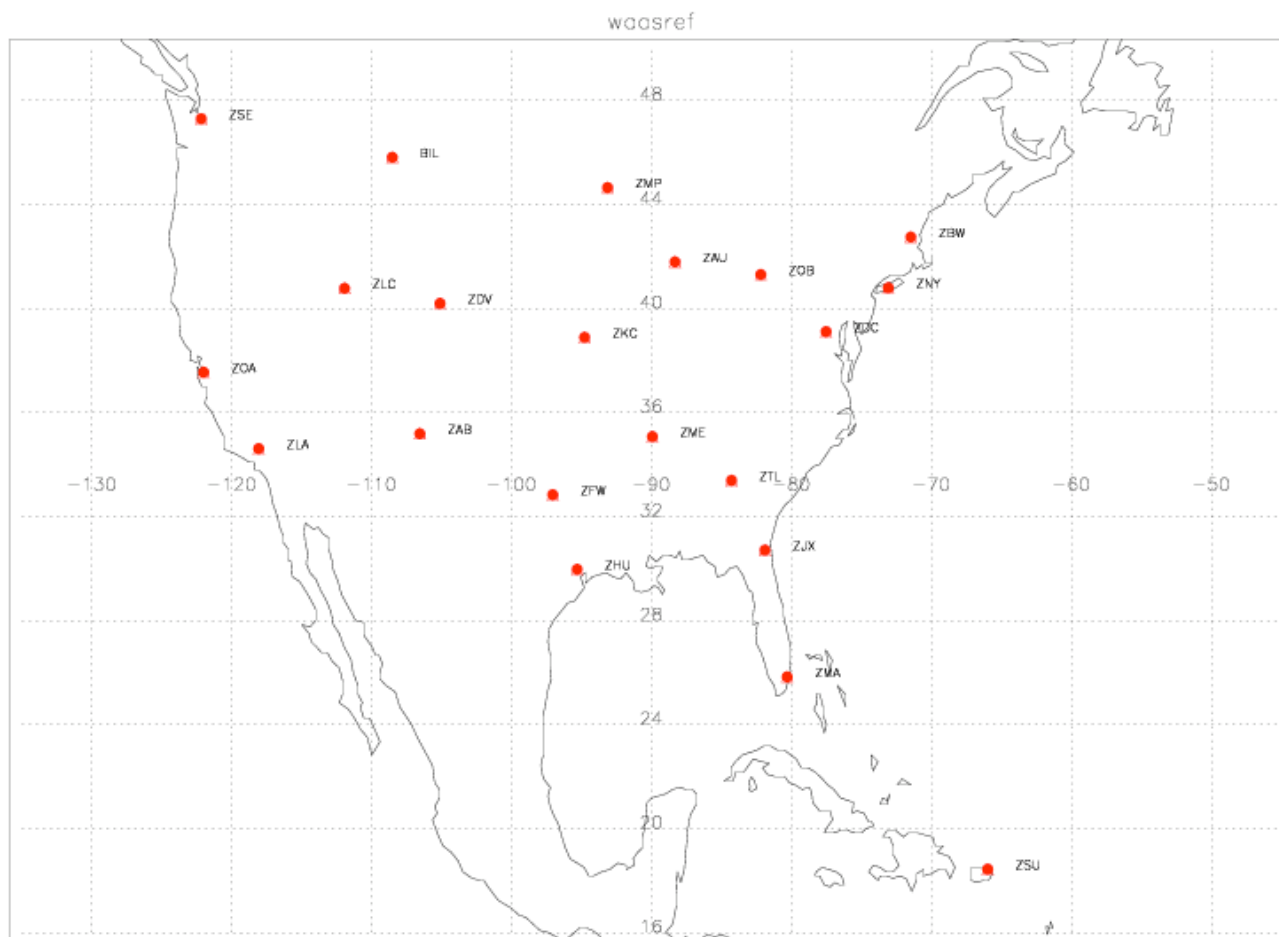 waasref
48
ZSE
BIL
ZMP
44
ZBW
ZAU
ZOB
ZLC
ZDV
40
ZNY
ZKC
ZDC
ZOA
36
ZAB
ZME
ZLA
-130 -120 -110 -100 -90 -80 -70 -60 -50
ZTL
ZFW
32
ZJX
ZHU
28
ZMA
24
20
ZSU
16